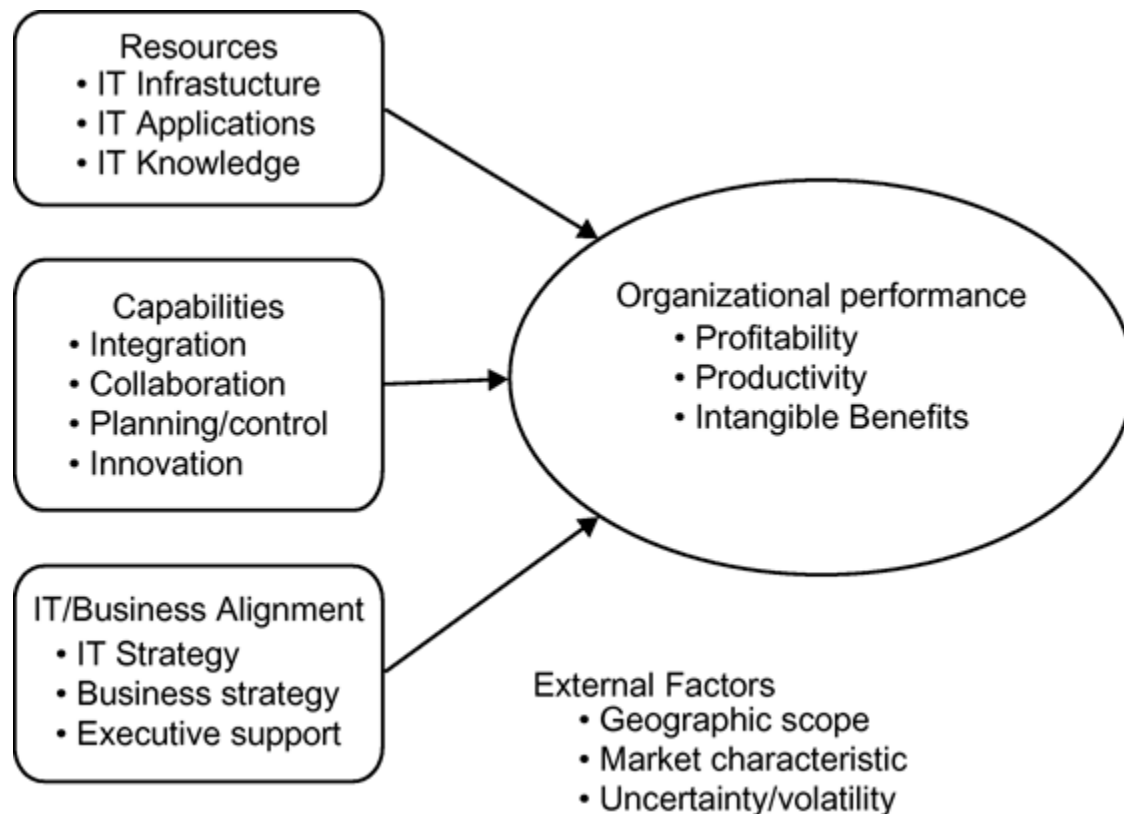 Resources
• IT Infrastucture
• IT Applications
• IT Knowledge
Capabilities
• Integration
• Collaboration
• Planning/control
• Innovation
IT/Business Alignment
• IT Strategy
• Business strategy
• Executive support
Organizational performance
• Profitability
• Productivity
• Intangible Benefits
External Factors
• Geographic scope
• Market characteristic
• Uncertainty/volatility